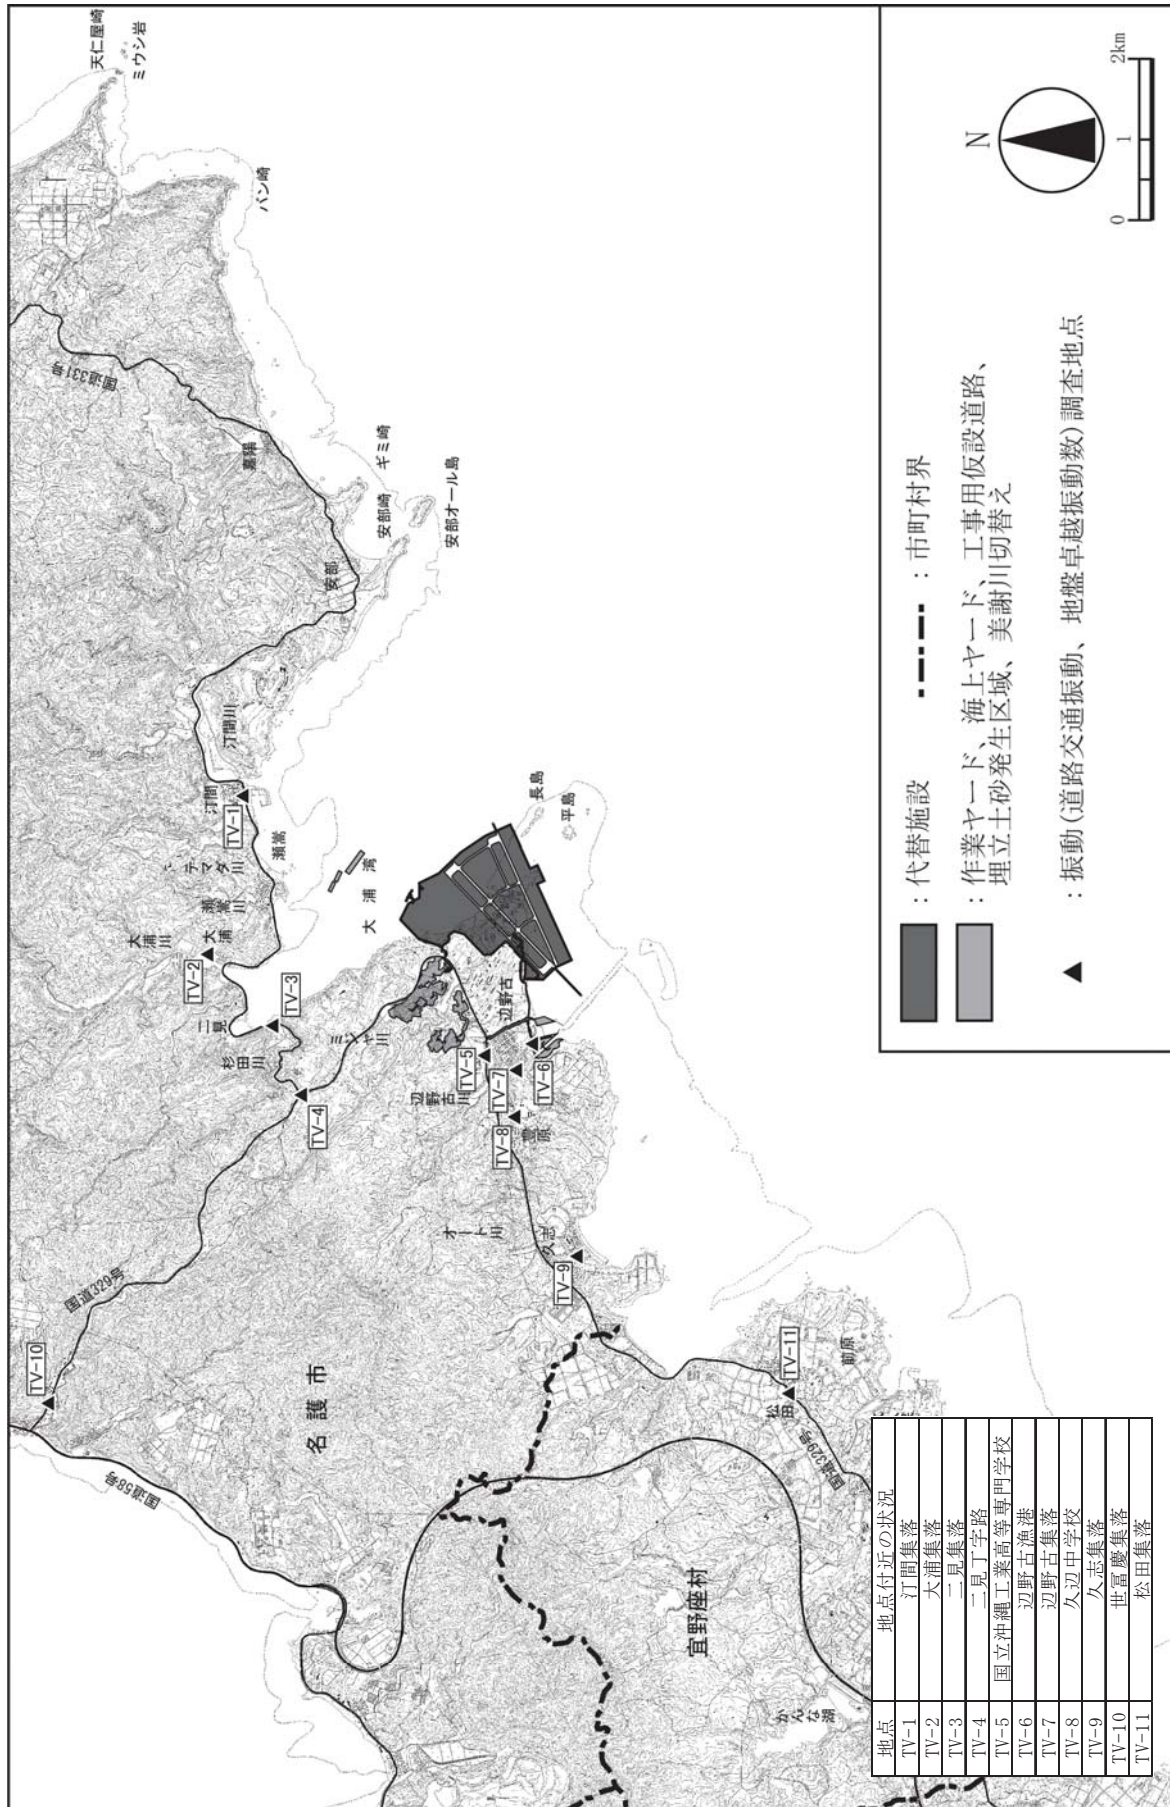 天仁屋崎
ミウシ岩
バン崎
国道331号
嘉陽
ギミ崎
安部崎
安部オール島
安部
汀間川
汀間
TV-1
テマダ川
瀬嵩
瀬嵩川
大浦川
大浦
TV-2
大浦湾
長島
平島
二見
TV-3
杉田川
ミジャ川
TV-4
辺野古
TV-5
辺野古川
TV-6
TV-7
TV-8
豊原
オート川
久志
TV-9
国道329号
TV-10
名護市
国道58号
TV-11
松田
前原
国道329号
宜野座村
かんな湖
N
0 1 2km
：代替施設
：市町村界
：作業ヤード、海上ヤード、工事用仮設道路、
埋立土砂発生区域、美謝川切替え
：振動(道路交通振動、地盤卓越振動数)調査地点
地点 地点付近の状況
TV-1 汀間集落
TV-2 大浦集落
TV-3 二見集落
TV-4 二見丁字路
TV-5 国立沖縄工業高等専門学校
TV-6 辺野古漁港
TV-7 辺野古集落
TV-8 久辺中学校
TV-9 久志集落
TV-10 世冨慶集落
TV-11 松田集落